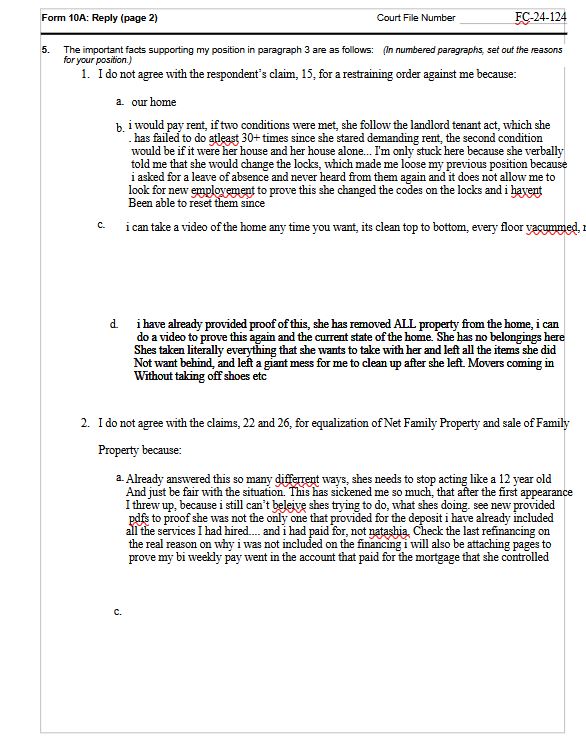 Form 10A: Reply (page 2) Court File Number FC-24-124
5. The important facts supporting my position in paragraph 3 are as follows: (In numbered paragraphs, set out the reasons
for your position.)
1. I do not agree with the respondent's claim, 15, for a restraining order against me because:
a. our home
b. i would pay rent, if two conditions were met, she follow the landlord tenant act, which she
. has failed to do atleast 30+ times since she stared demanding rent, the second condition
would be if it were her house and her house alone... I'm only stuck here because she verbally
told me that she would change the locks, which made me loose my previous position because
i asked for a leave of absence and never heard from them again and it does not allow me to
look for new employement to prove this she changed the codes on the locks and i havent
Been able to reset them since
c. i can take a video of the home any time you want, its clean top to bottom, every floor vacummed,
d. i have already provided proof of this, she has removed ALL property from the home, i can
do a video to prove this again and the current state of the home. She has no belongings here
Shes taken literally everything that she wants to take with her and left all the items she did
Not want behind, and left a giant mess for me to clean up after she left. Movers coming in
Without taking off shoes etc
2. I do not agree with the claims, 22 and 26, for equalization of Net Family Property and sale of Family
Property because:
a. Already answered this so many differrent ways, shes needs to stop acting like a 12 year old
And just be fair with the situation. This has sickened me so much, that after the first appearance
I threw up, because i still can't beleive shes trying to do, what shes doing. see new provided
pdfs to proof she was not the only one that provided for the deposit i have already included
all the services I had hired.... and i had paid for, not natashia. Check the last refinancing on
the real reason on why i was not included on the financing i will also be attaching pages to
prove my bi weekly pay went in the account that paid for the mortgage that she controlled
c.